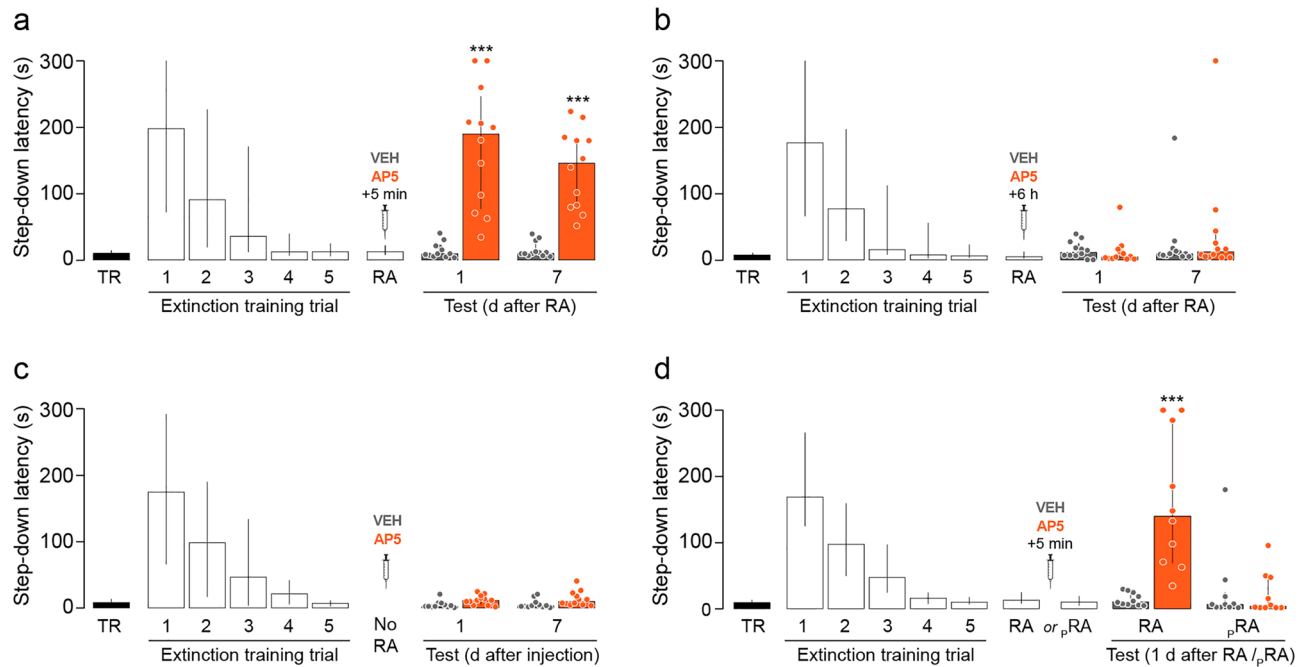 a
Step-down latency (s)
300
200
100
0
TR
1 2 3 4 5
Extinction training trial
VEH
AP5
+5 min
RA
***
***
1 7
Test (d after RA)
b
Step-down latency (s)
300
200
100
0
TR
1 2 3 4 5
Extinction training trial
VEH
AP5
+6 h
RA
1 7
Test (d after RA)
c
Step-down latency (s)
300
200
100
0
TR
1 2 3 4 5
Extinction training trial
VEH
AP5
No
RA
1 7
Test (d after injection)
d
Step-down latency (s)
300
200
100
0
TR
1 2 3 4 5
Extinction training trial
VEH
AP5
+5 min
RA or PRA
***
RA PRA
Test (1 d after RA /PRA)